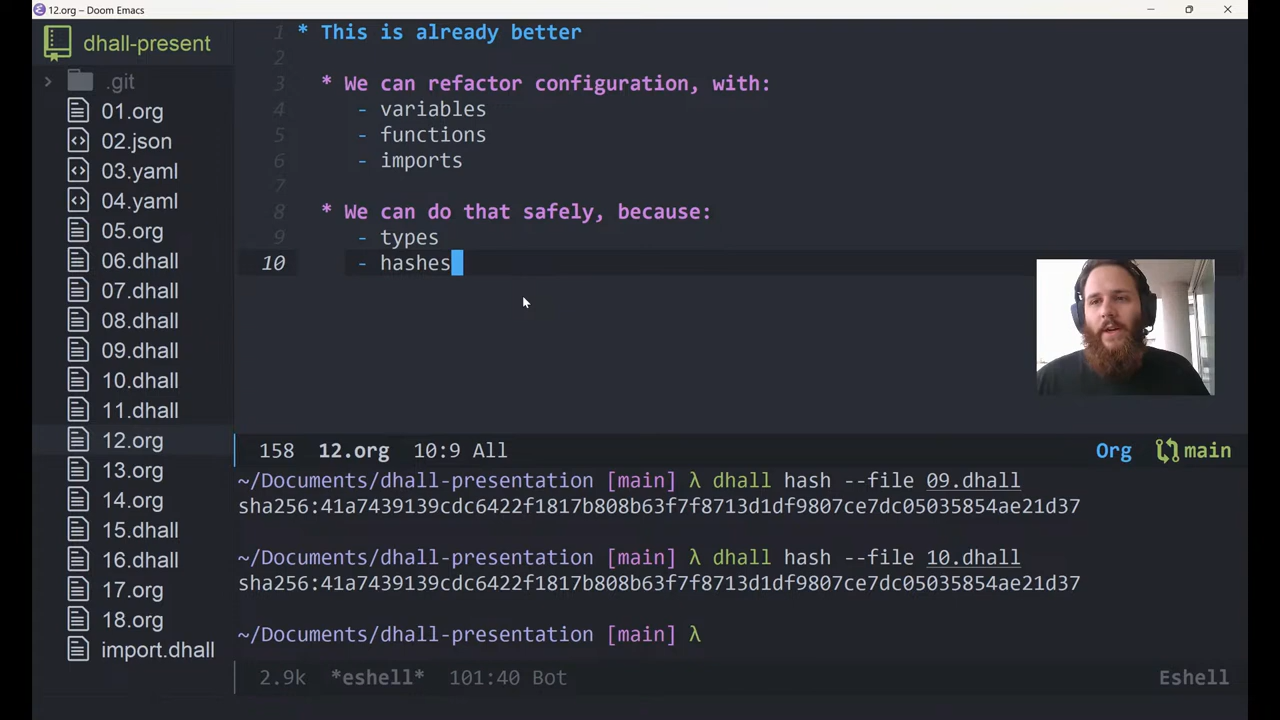 12.org – Doom Emacs
dhall-present
.git
01.org
02.json
03.yaml
04.yaml
05.org
06.dhall
07.dhall
08.dhall
09.dhall
10.dhall
11.dhall
12.org
13.org
14.org
15.dhall
16.dhall
17.org
18.org
import.dhall
1 * This is already better
2
3 * We can refactor configuration, with:
4 - variables
5 - functions
6 - imports
7
8 * We can do that safely, because:
9 - types
10 - hashes
158 12.org 10:9 All Org main
~/Documents/dhall-presentation [main] λ dhall hash --file 09.dhall
sha256:41a7439139cdc6422f1817b808b63f7f8713d1df9807ce7dc05035854ae21d37
~/Documents/dhall-presentation [main] λ dhall hash --file 10.dhall
sha256:41a7439139cdc6422f1817b808b63f7f8713d1df9807ce7dc05035854ae21d37
~/Documents/dhall-presentation [main] λ
2.9k *eshell* 101:40 Bot Eshell